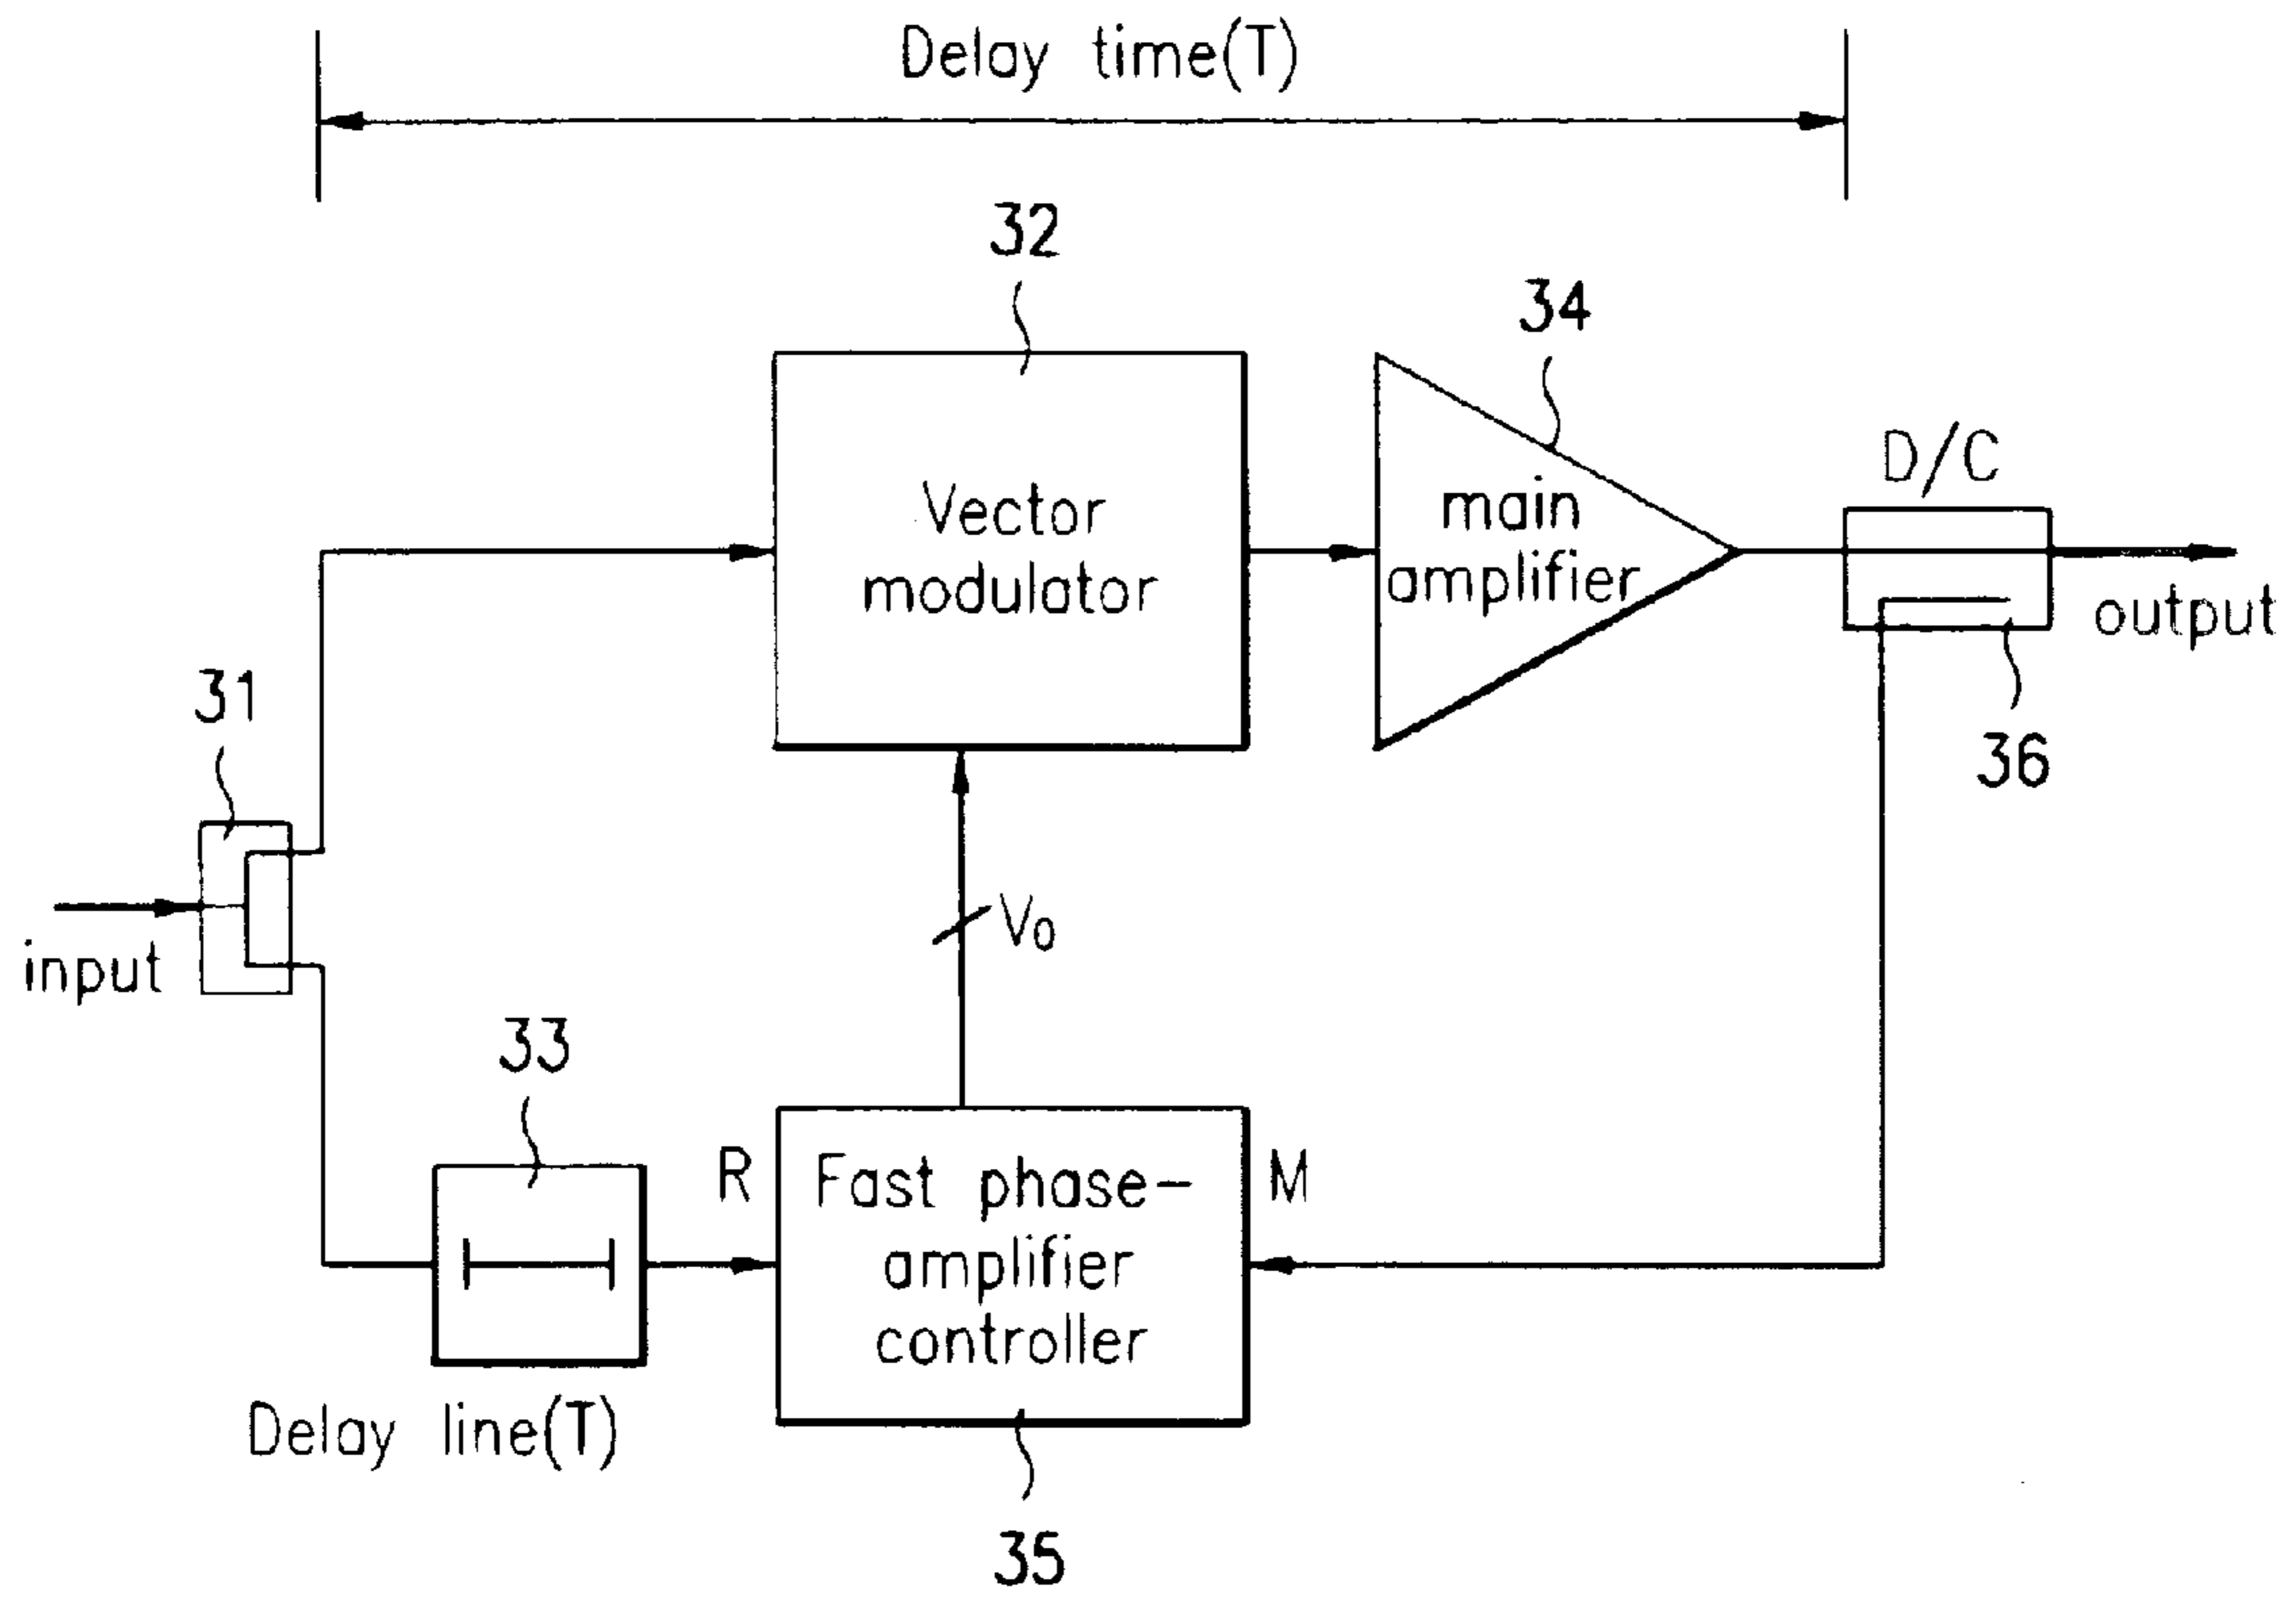 Delay time(T)
32
34
D/C
Vector
modulator
main
amplifier
output
31
36
input
Vo
33
R
Fast phase-
amplifier
controller
M
Delay line(T)
35